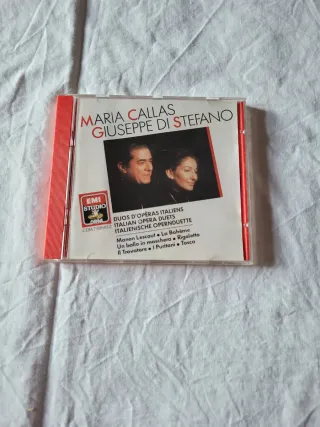 MARIA CALLAS
GIUSEPPE DI STEFANO
EMI
STUDIO
DUOS D'OPÉRAS ITALIENS
ITALIAN OPERA DUETS
ITALIENISCHE OPERNDUETTE
Manon Lescaut • La Bohème
Un ballo in maschera • Rigoletto
Il Trovatore • I Puritani • Tosca